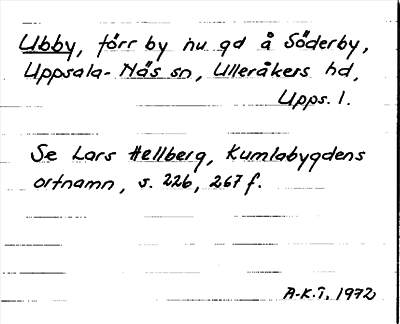 Ubby, förr by nu gd å Söderby,
Uppsala-Näs sn, Ulleråkers hd,
Upps. l.
Se Lars Hellberg, Kumlabygdens
ortnamn, s. 226, 267 f.
A-K.T, 1972